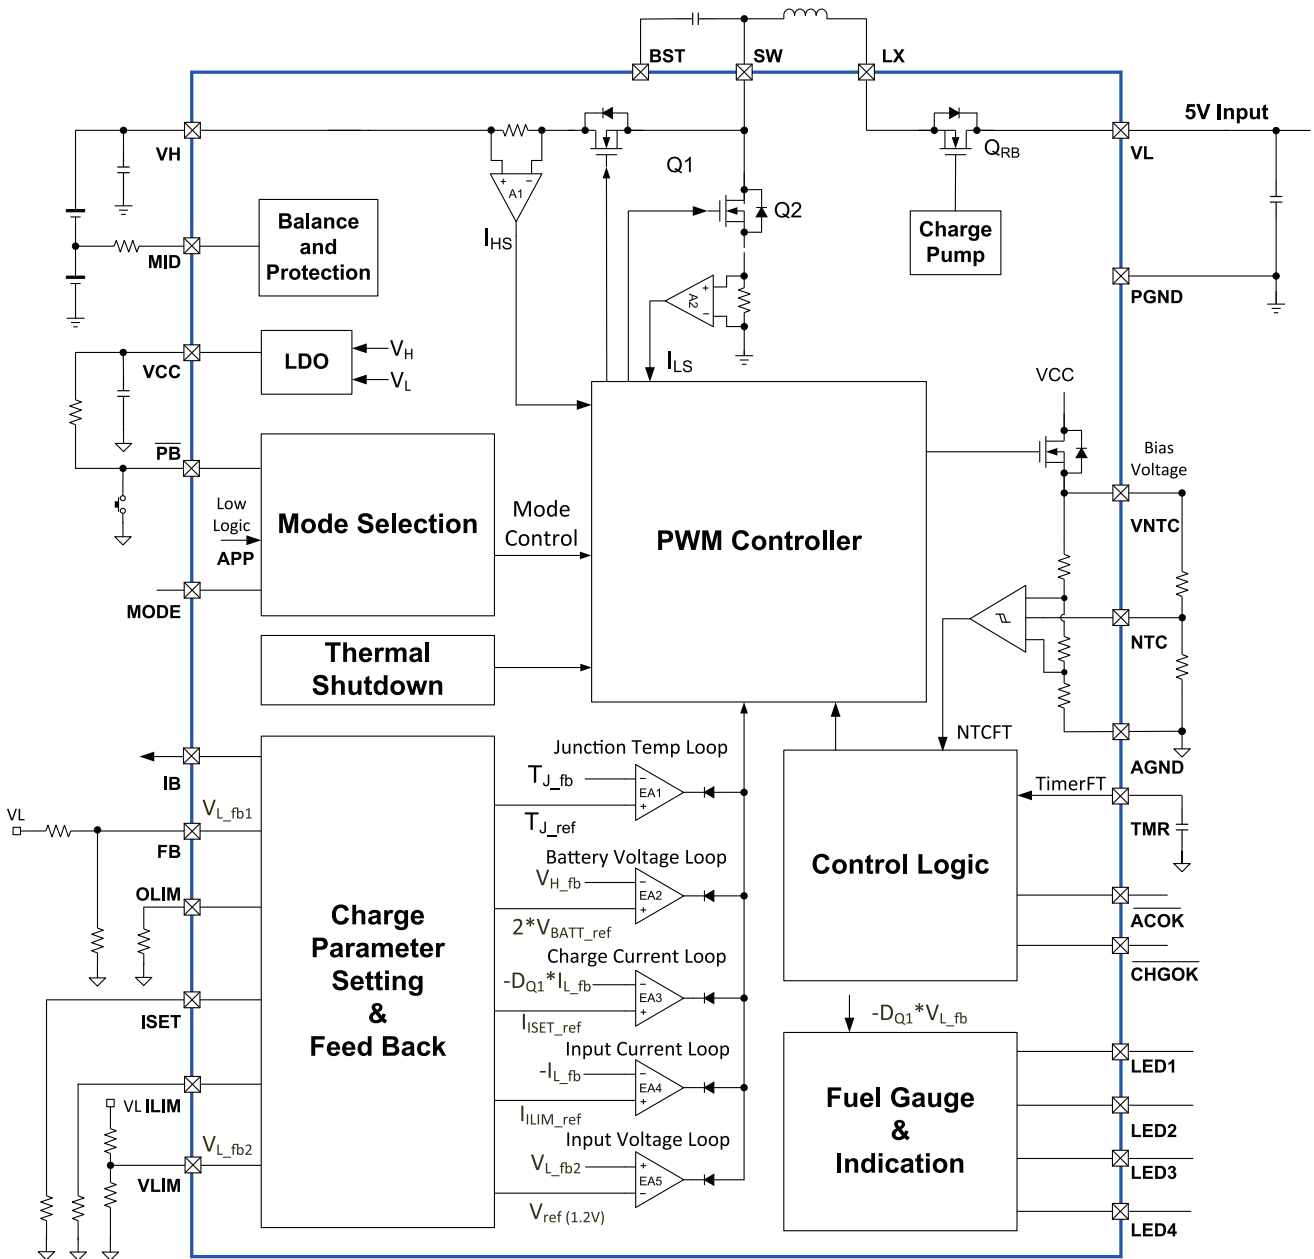 BST
SW
LX
5V Input
VH
Q1
QRB
VL
A1
Q2
Balance
and
Protection
IHS
Charge
Pump
MID
A2
PGND
LDO
VH
VL
VCC
ILS
VCC
PB
Low
Logic
APP
Mode Selection
Mode
Control
PWM Controller
Bias
Voltage
VNTC
MODE
NTC
Thermal
Shutdown
NTCFT
AGND
IB
Junction Temp Loop
TJ_fb
EA1
TJ_ref
TimerFT
TMR
VL
VL_fb1
FB
Battery Voltage Loop
VH_fb
EA2
2*VBATT_ref
Control Logic
OLIM
ACOK
CHGOK
Charge
Parameter
Setting
&
Feed Back
Charge Current Loop
-DQ1*IL_fb
EA3
IISET_ref
ISET
-DQ1*VL_fb
Input Current Loop
-IL_fb
EA4
IILIM_ref
VL
ILIM
Fuel Gauge
&
Indication
LED1
LED2
LED3
LED4
VL_fb2
VLIM
Input Voltage Loop
VL_fb2
EA5
Vref (1.2V)